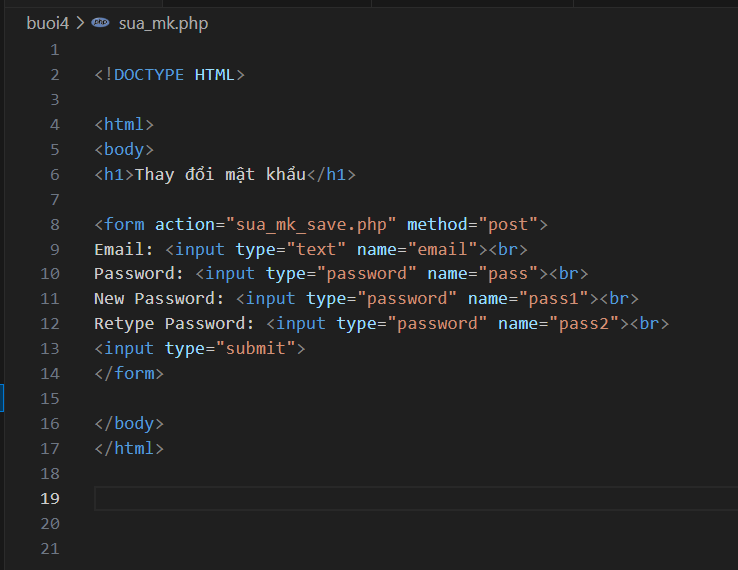 buoi4 > php sua_mk.php
1
2 <!DOCTYPE HTML>
3
4 <html>
5 <body>
6 <h1>Thay đổi mật khẩu</h1>
7
8 <form action="sua_mk_save.php" method="post">
9 Email: <input type="text" name="email"><br>
10 Password: <input type="password" name="pass"><br>
11 New Password: <input type="password" name="pass1"><br>
12 Retype Password: <input type="password" name="pass2"><br>
13 <input type="submit">
14 </form>
15
16 </body>
17 </html>
18
19
20
21